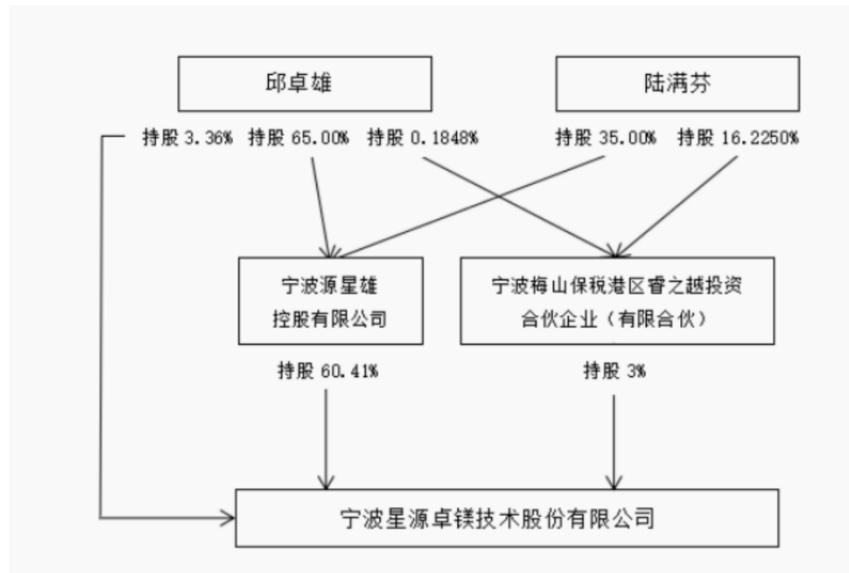 邱卓雄
陆满芬
持股 3.36% 持股 65.00% 持股 0.1848%
持股 35.00% 持股 16.2250%
宁波源星雄
控股有限公司
宁波梅山保税港区睿之越投资
合伙企业（有限合伙）
持股 60.41%
持股 3%
宁波星源卓镁技术股份有限公司